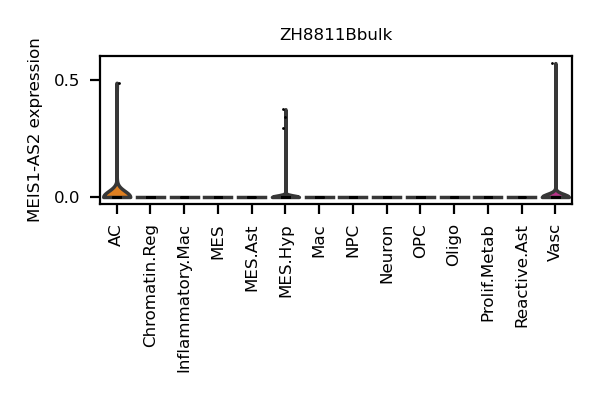 ZH8811Bbulk
MEIS1-AS2 expression
0.5
0.0
AC
Chromatin.Reg
Inflammatory.Mac
MES
MES.Ast
MES.Hyp
Mac
NPC
Neuron
OPC
Oligo
Prolif.Metab
Reactive.Ast
Vasc